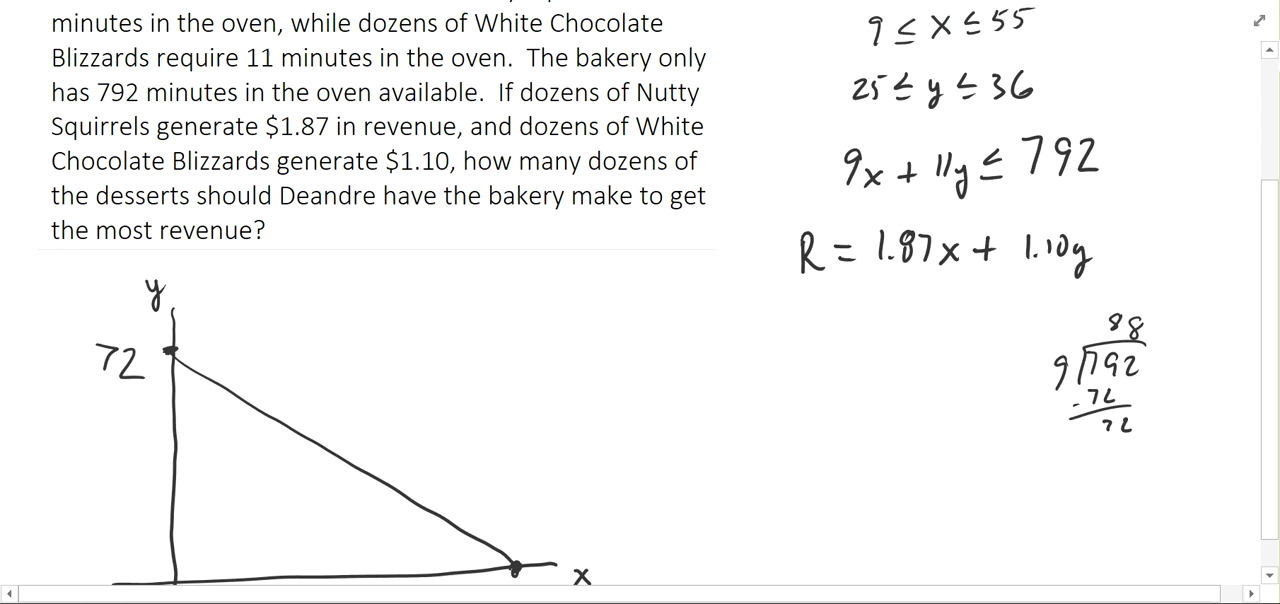 minutes in the oven, while dozens of White Chocolate
Blizzards require 11 minutes in the oven. The bakery only
has 792 minutes in the oven available. If dozens of Nutty
Squirrels generate $1.87 in revenue, and dozens of White
Chocolate Blizzards generate $1.10, how many dozens of
the desserts should Deandre have the bakery make to get
the most revenue?
9 ≤ x ≤ 55
25 ≤ y ≤ 36
9x + 11y ≤ 792
R = 1.87x + 1.10y
88
9 792
-72
72
y
72
x